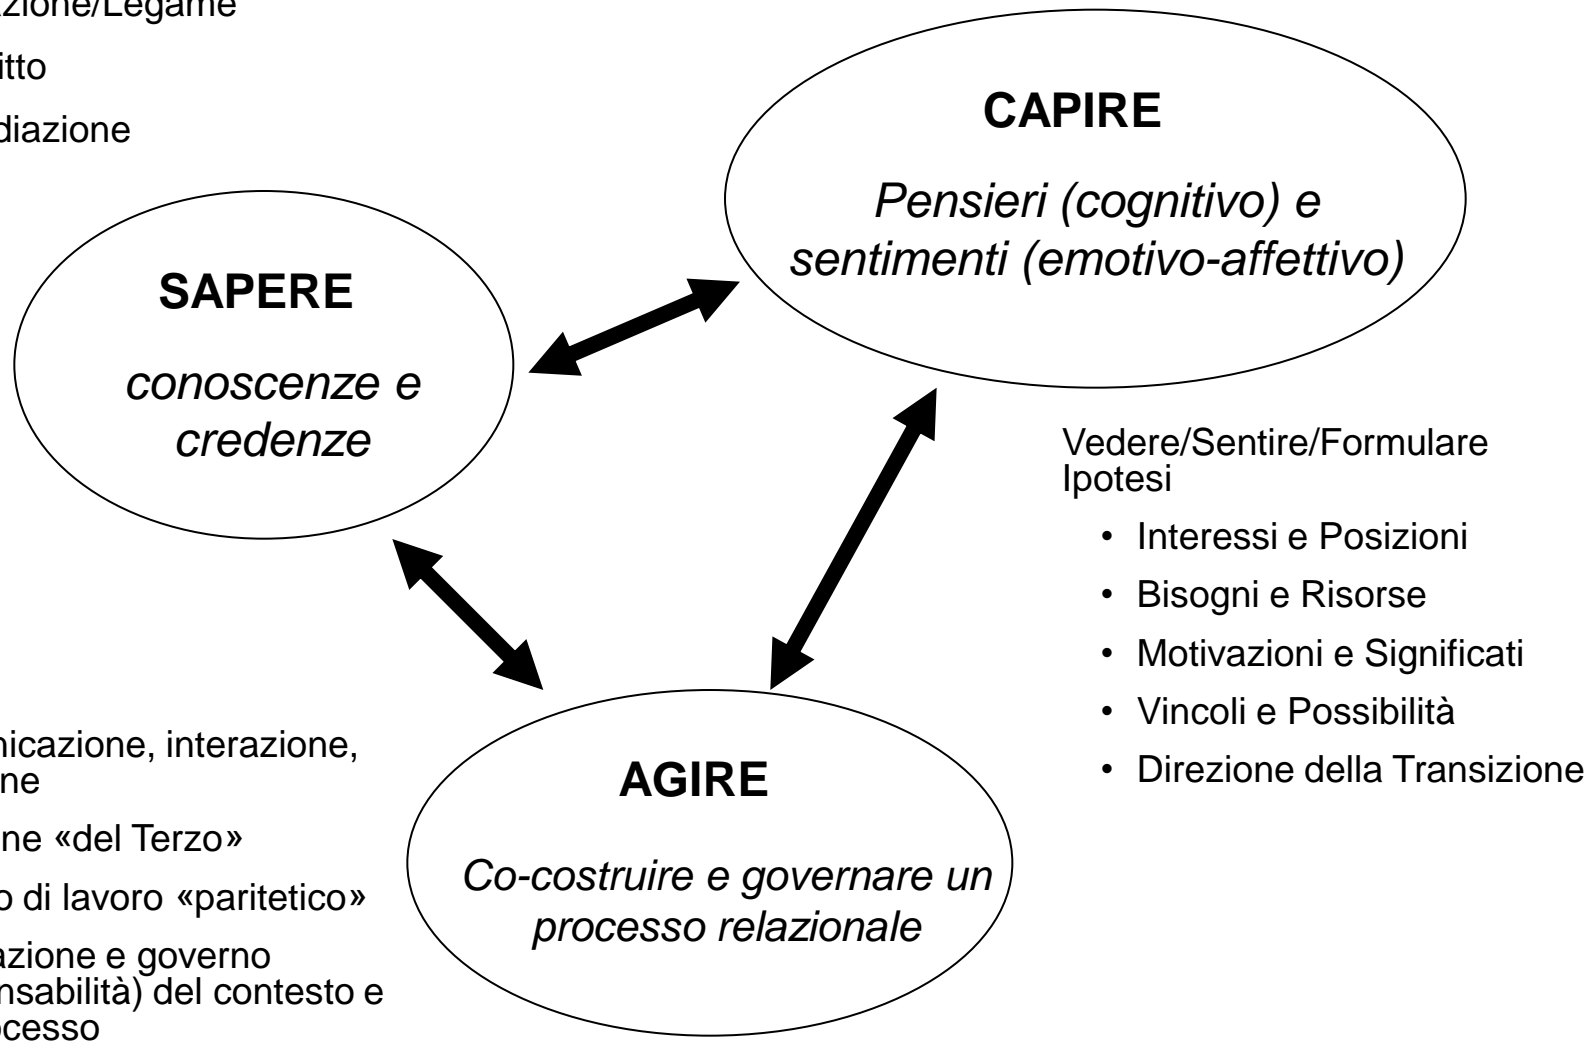 azione/Legame
itto
diazione
CAPIRE
Pensieri (cognitivo) e
sentimenti (emotivo-affettivo)
SAPERE
conoscenze e
credenze
Vedere/Sentire/Formulare
Ipotesi
• Interessi e Posizioni
• Bisogni e Risorse
• Motivazioni e Significati
• Vincoli e Possibilità
• Direzione della Transizione
nicazione, interazione,
ne
ne «del Terzo»
o di lavoro «paritetico»
azione e governo
nsabilità) del contesto e
ocesso
AGIRE
Co-costruire e governare un
processo relazionale